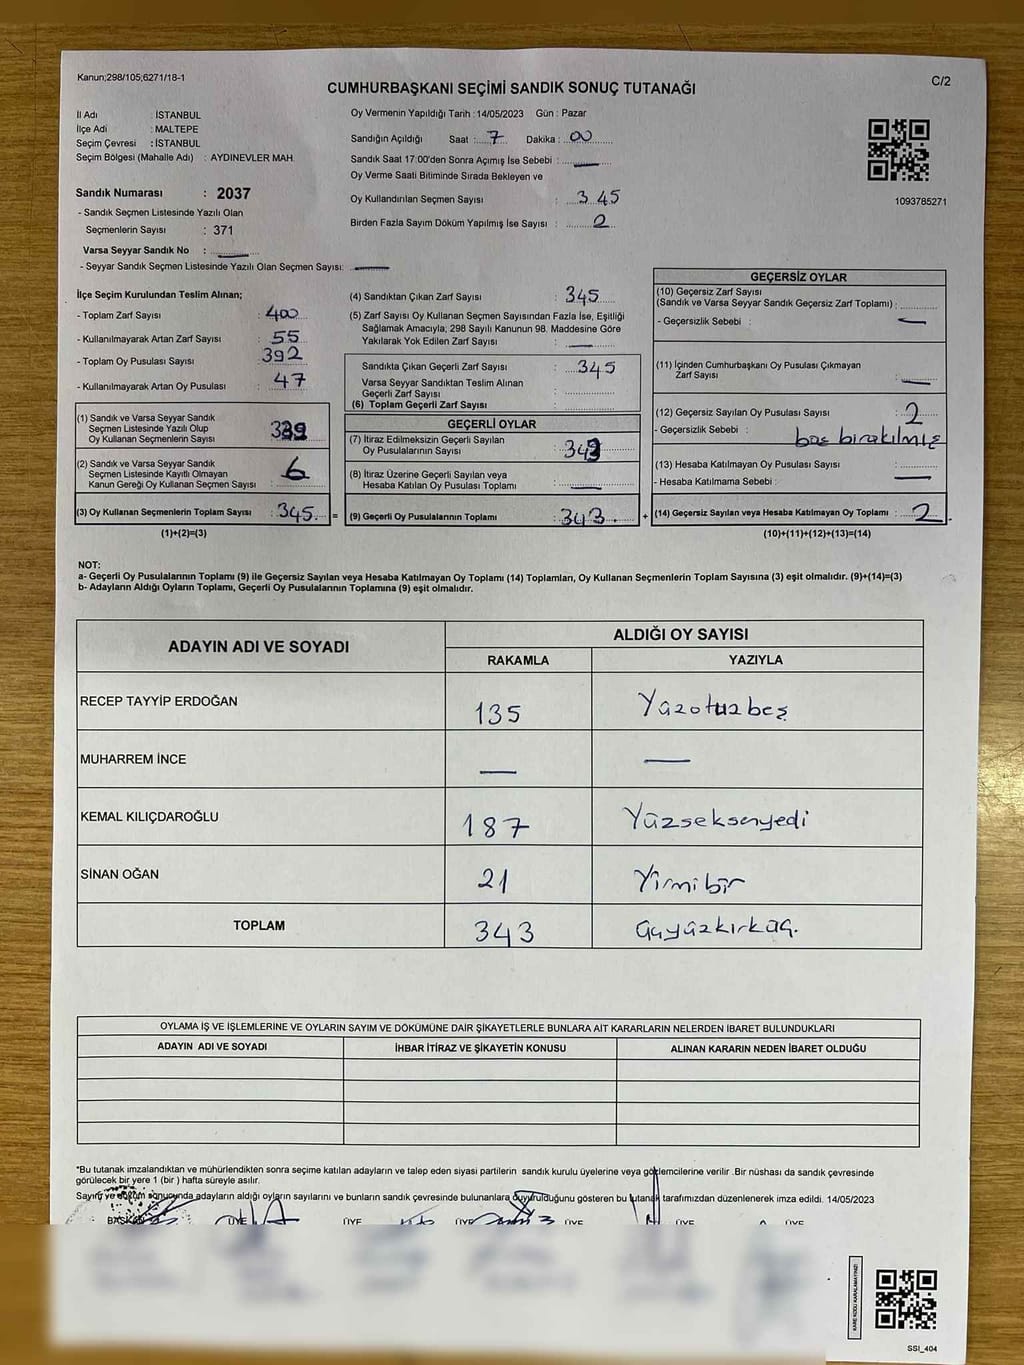 Kanun;298/105;6271/18-1
C/2
CUMHURBAŞKANI SEÇİMİ SANDIK SONUÇ TUTANAĞI
İl Adı : İSTANBUL
İlçe Adı : MALTEPE
Seçim Çevresi : İSTANBUL
Seçim Bölgesi (Mahalle Adı) : AYDINEVLER MAH.
Sandık Numarası : 2037
- Sandık Seçmen Listesinde Yazılı Olan
Seçmenlerin Sayısı : 371
Varsa Seyyar Sandık No :
- Seyyar Sandık Seçmen Listesinde Yazılı Olan Seçmen Sayısı:
Oy Vermenin Yapıldığı Tarih : 14/05/2023 Gün : Pazar
Sandığın Açıldığı Saat : 7 Dakika : 00
Sandık Saat 17:00'den Sonra Açımış İse Sebebi :
Oy Verme Saati Bitiminde Sırada Bekleyen ve
Oy Kullandırılan Seçmen Sayısı : 345
Birden Fazla Sayım Döküm Yapılmış İse Sayısı : 2
1093785271
İlçe Seçim Kurulundan Teslim Alınan;
- Toplam Zarf Sayısı : 400
- Kullanılmayarak Artan Zarf Sayısı : 55
- Toplam Oy Pusulası Sayısı : 392
- Kullanılmayarak Artan Oy Pusulası : 47
(1) Sandık ve Varsa Seyyar Sandık
Seçmen Listesinde Yazılı Olup
Oy Kullanan Seçmenlerin Sayısı : 339
(2) Sandık ve Varsa Seyyar Sandık
Seçmen Listesinde Kayıtlı Olmayan
Kanun Gereği Oy Kullanan Seçmen Sayısı : 6
(3) Oy Kullanan Seçmenlerin Toplam Sayısı : 345
(1)+(2)=(3)
(4) Sandıktan Çıkan Zarf Sayısı : 345
(5) Zarf Sayısı Oy Kullanan Seçmen Sayısından Fazla İse, Eşitliği
Sağlamak Amacıyla; 298 Sayılı Kanunun 98. Maddesine Göre
Yakılarak Yok Edilen Zarf Sayısı :
Sandıkta Çıkan Geçerli Zarf Sayısı : 345
Varsa Seyyar Sandıktan Teslim Alınan
Geçerli Zarf Sayısı :
(6) Toplam Geçerli Zarf Sayısı :
GEÇERLİ OYLAR
(7) İtiraz Edilmeksizin Geçerli Sayılan
Oy Pusulalarının Sayısı : 343
(8) İtiraz Üzerine Geçerli Sayılan veya
Hesaba Katılan Oy Pusulası Toplamı :
= (9) Geçerli Oy Pusulalarının Toplamı : 343
GEÇERSİZ OYLAR
(10) Geçersiz Zarf Sayısı
(Sandık ve Varsa Seyyar Sandık Geçersiz Zarf Toplamı) :
- Geçersizlik Sebebi :
(11) İçinden Cumhurbaşkanı Oy Pusulası Çıkmayan
Zarf Sayısı :
(12) Geçersiz Sayılan Oy Pusulası Sayısı : 2
- Geçersizlik Sebebi : boş bırakılmış
(13) Hesaba Katılmayan Oy Pusulası Sayısı :
- Hesaba Katılmama Sebebi :
+ (14) Geçersiz Sayılan veya Hesaba Katılmayan Oy Toplamı : 2
(10)+(11)+(12)+(13)=(14)
NOT:
a- Geçerli Oy Pusulalarının Toplamı (9) ile Geçersiz Sayılan veya Hesaba Katılmayan Oy Toplamı (14) Toplamları, Oy Kullanan Seçmenlerin Toplam Sayısına (3) eşit olmalıdır. (9)+(14)=(3)
b- Adayların Aldığı Oyların Toplamı, Geçerli Oy Pusulalarının Toplamına (9) eşit olmalıdır.
ADAYIN ADI VE SOYADI
ALDIĞI OY SAYISI
RAKAMLA YAZIYLA
RECEP TAYYİP ERDOĞAN 135 Yüzotuzbeş
MUHARREM İNCE
KEMAL KILIÇDAROĞLU 187 Yüzseksenyedi
SİNAN OĞAN 21 Yirmibir
TOPLAM 343 Üçyüzkırküç.
OYLAMA İŞ VE İŞLEMLERİNE VE OYLARIN SAYIM VE DÖKÜMÜNE DAİR ŞİKAYETLERLE BUNLARA AİT KARARLARIN NELERDEN İBARET BULUNDUKLARI
ADAYIN ADI VE SOYADI İHBAR İTİRAZ VE ŞİKAYETİN KONUSU ALINAN KARARIN NEDEN İBARET OLDUĞU
*Bu tutanak imzalandıktan ve mühürlendikten sonra seçime katılan adayların ve talep eden siyasi partilerin sandık kurulu üyelerine veya gözlemcilerine verilir .Bir nüshası da sandık çevresinde
görülecek bir yere 1 (bir ) hafta süreyle asılır.
Sayım ve döküm sonucunda adayların aldığı oyların sayılarını ve bunların sandık çevresinde bulunanlara duyurulduğunu gösteren bu tutanak tarafımızdan düzenlenerek imza edildi. 14/05/2023
BAŞKAN ÜYE ÜYE ÜYE ÜYE ÜYE ÜYE
KARE KODU KARALAMAYINIZ!
SSI_404